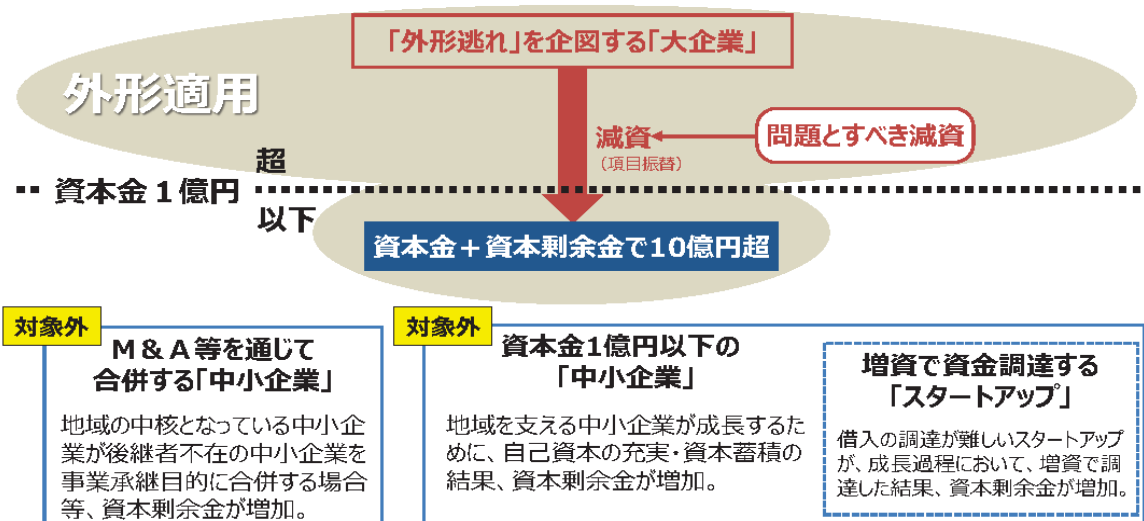 「外形逃れ」を企図する「大企業」
外形適用
減資
(項目振替)
問題とすべき減資
超
資本金1億円
以下
資本金+資本剰余金で10億円超
対象外
M&A等を通じて
合併する「中小企業」
地域の中核となっている中小企
業が後継者不在の中小企業を
事業承継目的に合併する場合
等、資本剰余金が増加。
対象外
資本金1億円以下の
「中小企業」
地域を支える中小企業が成長するた
めに、自己資本の充実・資本蓄積の
結果、資本剰余金が増加。
増資で資金調達する
「スタートアップ」
借入の調達が難しいスタートアップ
が、成長過程において、増資で調
達した結果、資本剰余金が増加。